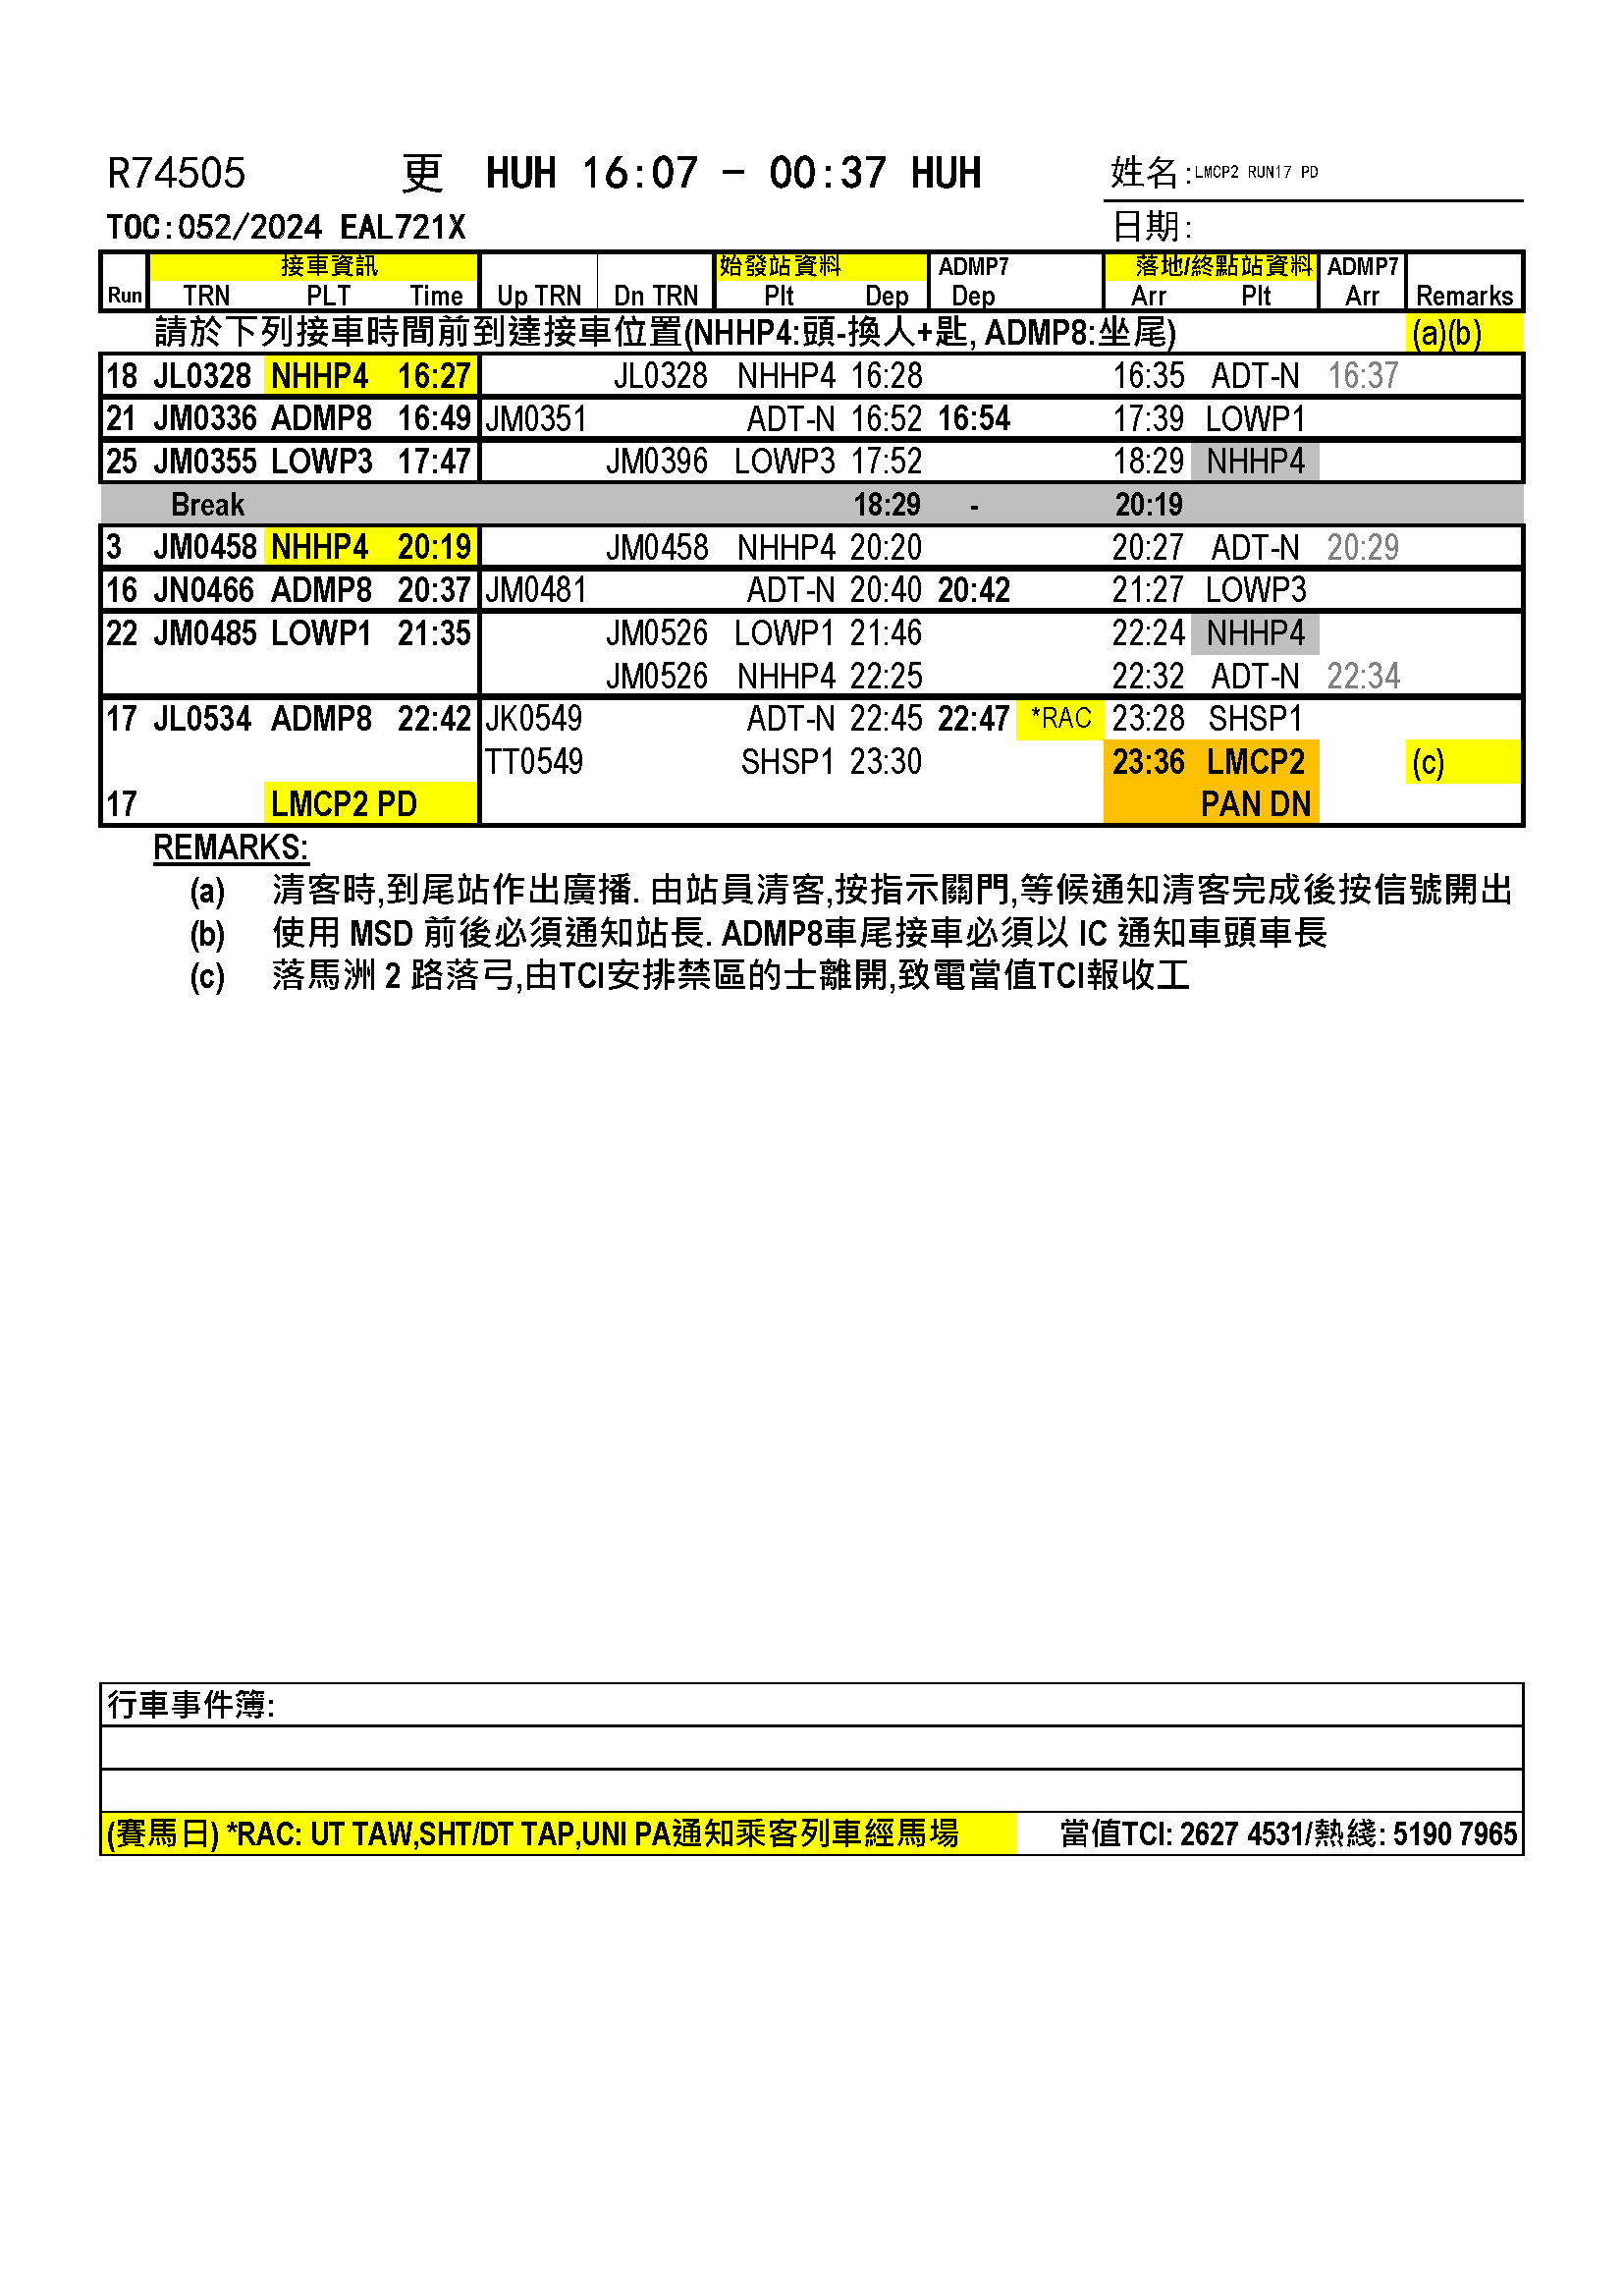 R74505 更 HUH 16:07 - 00:37 HUH 姓名:LMCP2 RUN17 PD
TOC:052/2024 EAL721X 日期:
接車資訊 始發站資料 ADMP7 落地/終點站資料 ADMP7
Run TRN PLT Time Up TRN Dn TRN Plt Dep Dep Arr Plt Arr Remarks
請於下列接車時間前到達接車位置(NHHP4:頭-換人+匙, ADMP8:坐尾) (a)(b)
18 JL0328 NHHP4 16:27 JL0328 NHHP4 16:28 16:35 ADT-N 16:37
21 JM0336 ADMP8 16:49 JM0351 ADT-N 16:52 16:54 17:39 LOWP1
25 JM0355 LOWP3 17:47 JM0396 LOWP3 17:52 18:29 NHHP4
Break 18:29 - 20:19
3 JM0458 NHHP4 20:19 JM0458 NHHP4 20:20 20:27 ADT-N 20:29
16 JN0466 ADMP8 20:37 JM0481 ADT-N 20:40 20:42 21:27 LOWP3
22 JM0485 LOWP1 21:35 JM0526 LOWP1 21:46 22:24 NHHP4
JM0526 NHHP4 22:25 22:32 ADT-N 22:34
17 JL0534 ADMP8 22:42 JK0549 ADT-N 22:45 22:47 *RAC 23:28 SHSP1
TT0549 SHSP1 23:30 23:36 LMCP2 (c)
17 LMCP2 PD PAN DN
REMARKS:
(a) 清客時,到尾站作出廣播. 由站員清客,按指示關門,等候通知清客完成後按信號開出
(b) 使用 MSD 前後必須通知站長. ADMP8車尾接車必須以 IC 通知車頭車長
(c) 落馬洲 2 路落弓,由TCI安排禁區的士離開,致電當值TCI報收工
行車事件簿:
(賽馬日) *RAC: UT TAW,SHT/DT TAP,UNI PA通知乘客列車經馬場 當值TCI: 2627 4531/熱綫: 5190 7965